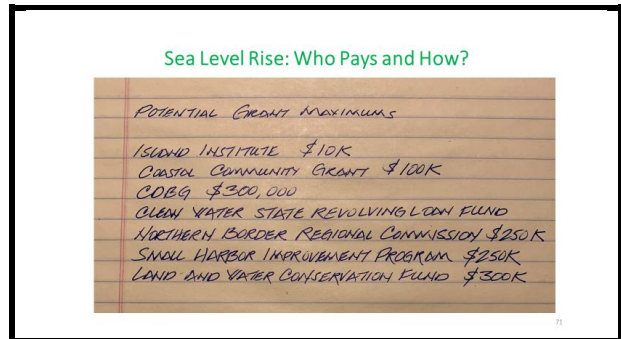 Sea Level Rise: Who Pays and How?
POTENTIAL GRANT MAXIMUMS
ISLAND INSTITUTE $10K
COASTAL COMMUNITY GRANT $100K
CDBG $300,000
CLEAN WATER STATE REVOLVING LOAN FUND
NORTHERN BORDER REGIONAL COMMISSION $250K
SMALL HARBOR IMPROVEMENT PROGRAM $250K
LAND AND WATER CONSERVATION FUND $300K
71